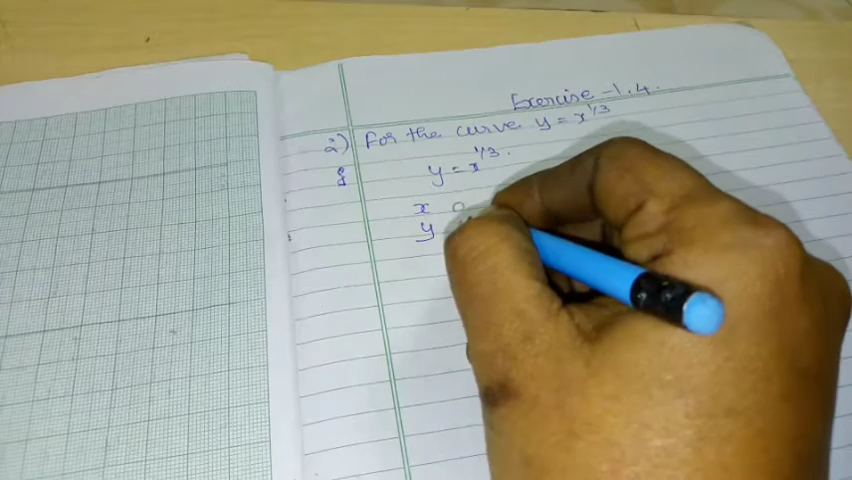 Exercise - 1.4.
2) For the curve y = x^1/3
y = x^1/3.
x 0
y